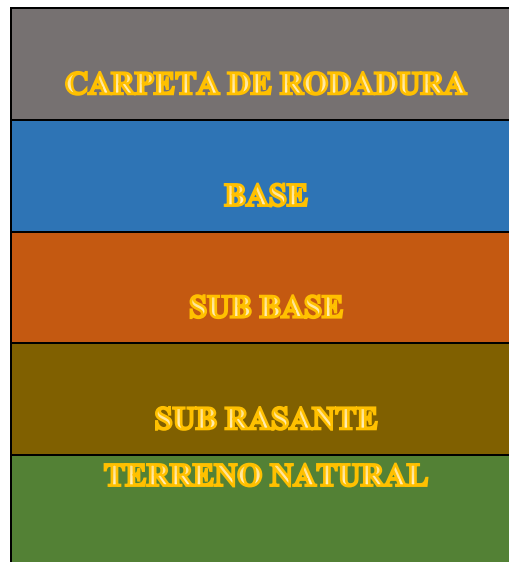 CARPETA DE RODADURA
BASE
SUB BASE
SUB RASANTE
TERRENO NATURAL